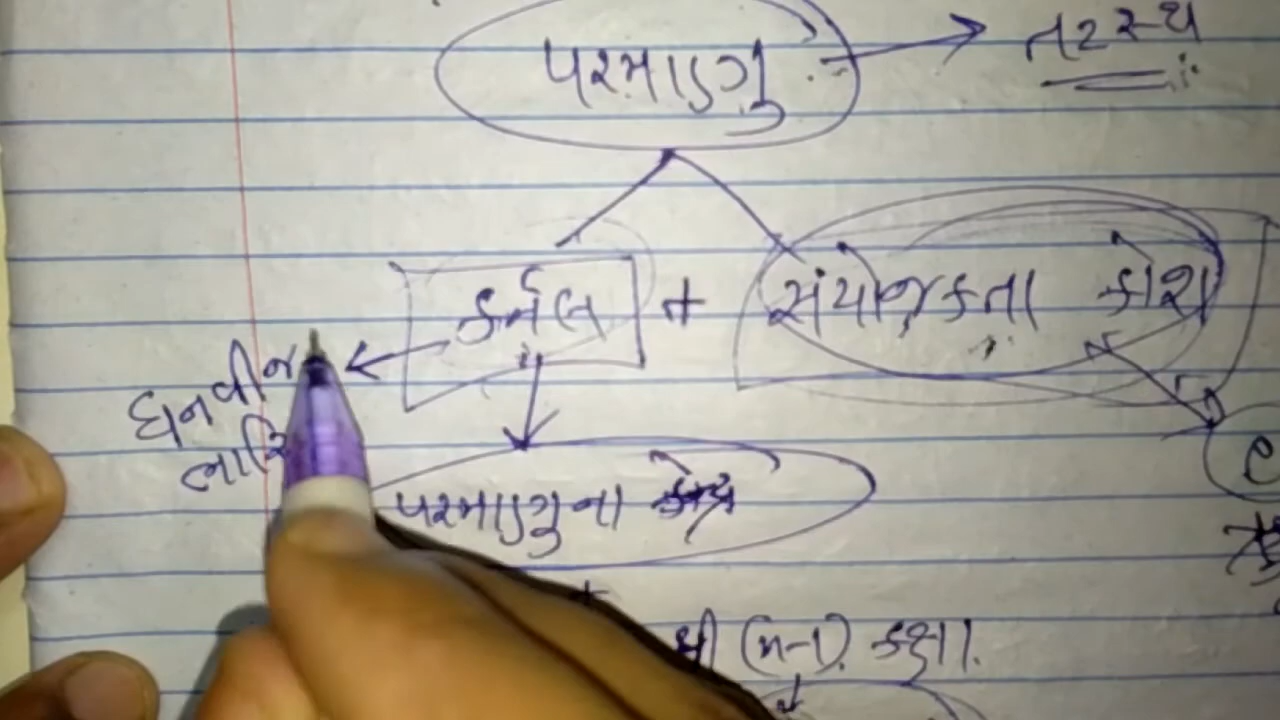 પરમાણુ → તટસ્થ
કર્નલ + સંયોજકતા કોશ
ધનવીજ
પરમાણુના કેન્દ્ર
+
(n-1) કક્ષા.
e